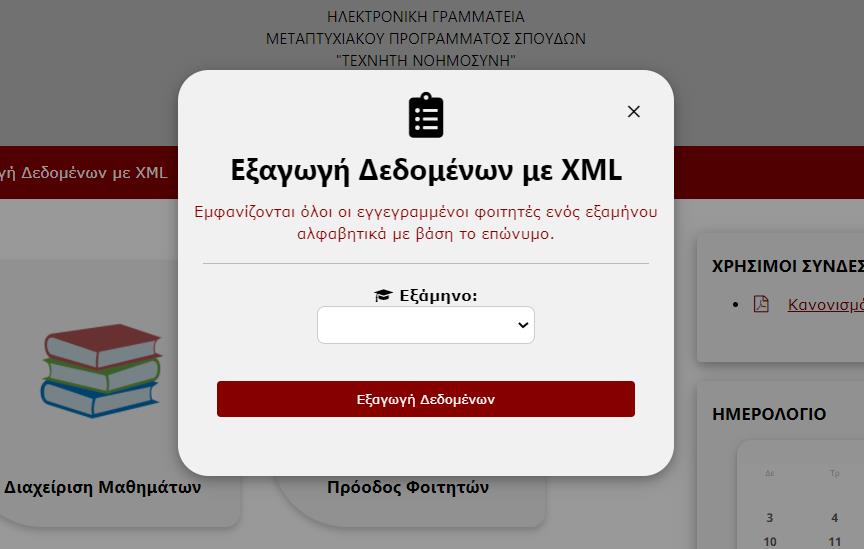 ΗΛΕΚΤΡΟΝΙΚΗ ΓΡΑΜΜΑΤΕΙΑ
ΜΕΤΑΠΤΥΧΙΑΚΟΥ ΠΡΟΓΡΑΜΜΑΤΟΣ ΣΠΟΥΔΩΝ
"ΤΕΧΝΗΤΗ ΝΟΗΜΟΣΥΝΗ"
Δεδομένων με XML
Εξαγωγή Δεδομένων με XML
Εμφανίζονται όλοι οι εγγεγραμμένοι φοιτητές ενός εξαμήνου
αλφαβητικά με βάση το επώνυμο.
Εξάμηνο:
Εξαγωγή Δεδομένων
Διαχείριση Μαθημάτων
Πρόοδος Φοιτητών
ΧΡΗΣΙΜΟΙ ΣΥΝΔΕΣ
Κανονισμό
ΗΜΕΡΟΛΟΓΙΟ
Δε Τρ
3 4
10 11